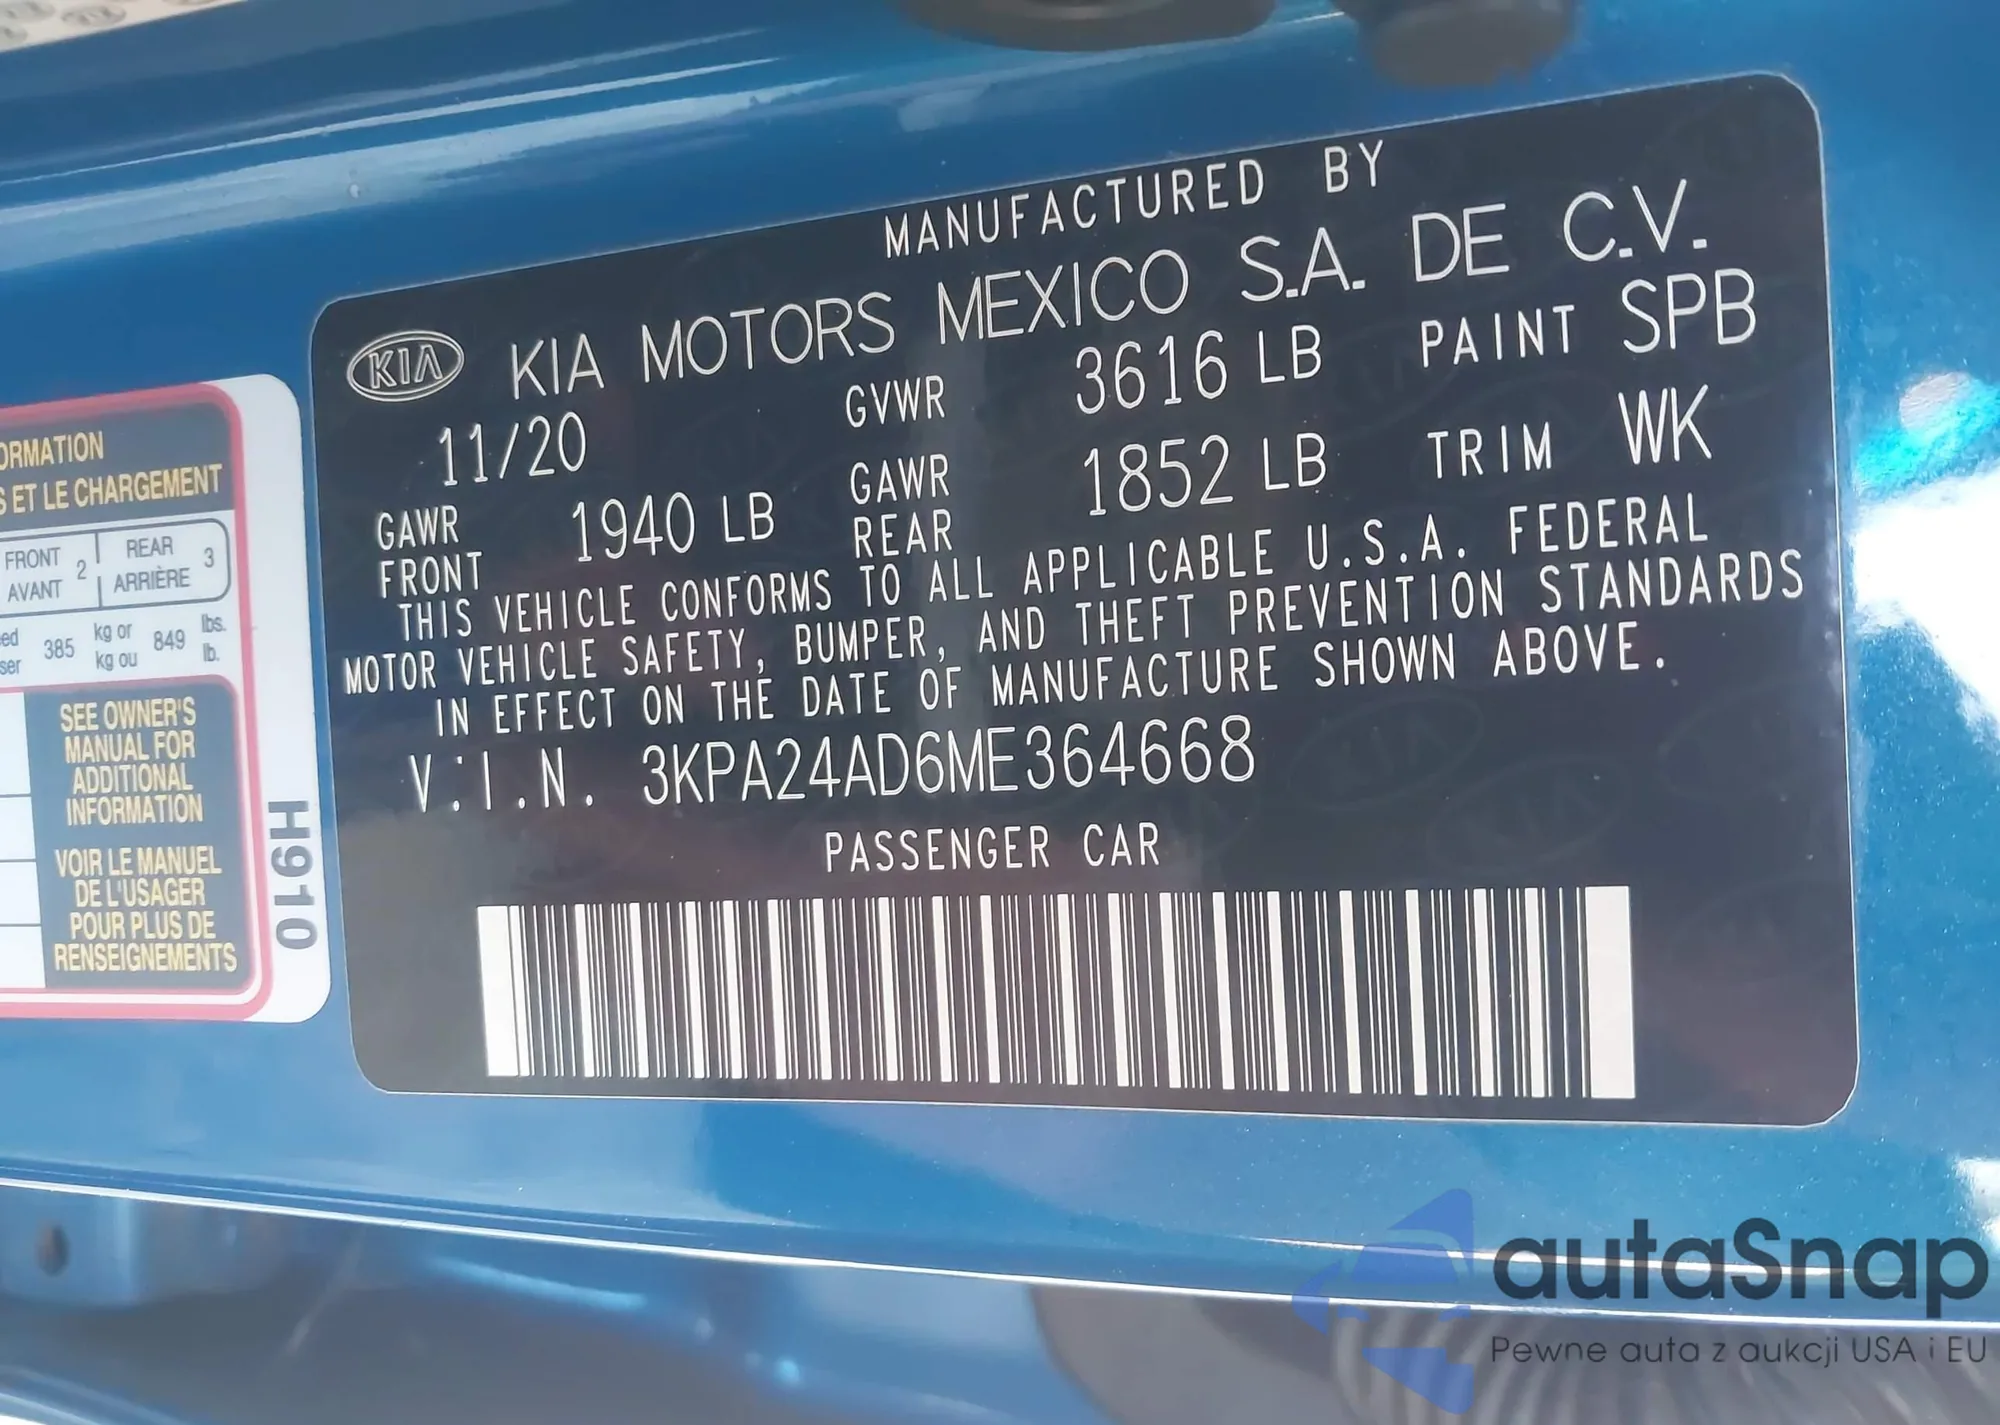 MANUFACTURED BY
KIA KIA MOTORS MEXICO S.A. DE C.V.
11/20 GVWR 3616 LB PAINT SPB
GAWR FRONT 1940 LB GAWR REAR 1852 LB TRIM WK
THIS VEHICLE CONFORMS TO ALL APPLICABLE U.S.A. FEDERAL
MOTOR VEHICLE SAFETY, BUMPER, AND THEFT PREVENTION STANDARDS
IN EFFECT ON THE DATE OF MANUFACTURE SHOWN ABOVE.
V.I.N. 3KPA24AD6ME364668
PASSENGER CAR
ORMATION
S ET LE CHARGEMENT
FRONT 2 REAR 3
AVANT ARRIÈRE
ed 385 kg or 849 lbs.
ser kg ou lb.
SEE OWNER'S
MANUAL FOR
ADDITIONAL
INFORMATION
VOIR LE MANUEL
DE L'USAGER
POUR PLUS DE
RENSEIGNEMENTS
H910
autaSnap
Pewne auta z aukcji USA i EU